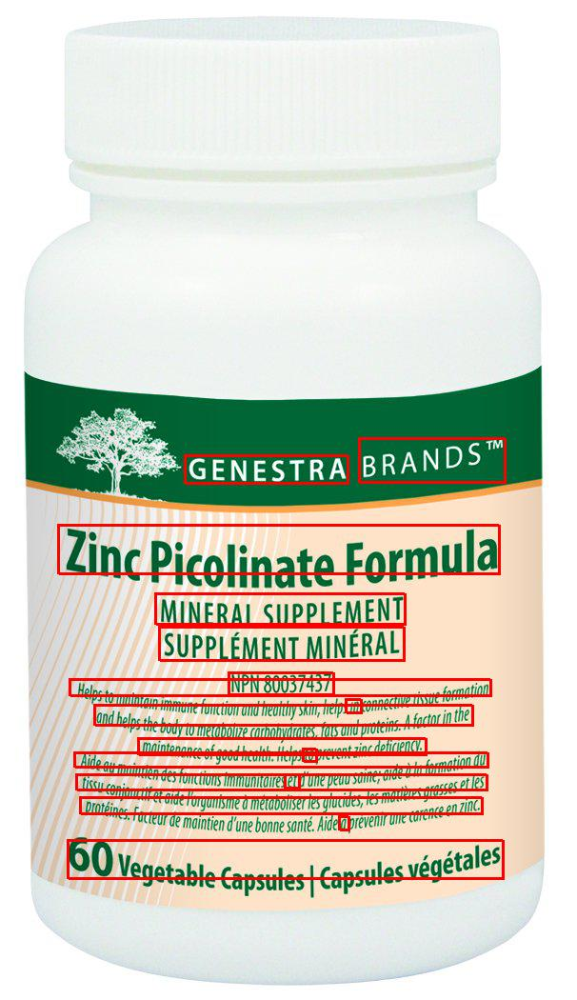 GENESTRA BRANDS™
Zinc Picolinate Formula
MINERAL SUPPLEMENT
SUPPLÉMENT MINÉRAL
NPN 80037437
Helps to maintain immune function and healthy skin, helps in connective tissue formation
and helps the body to metabolize carbohydrates, fats and proteins. A factor in the
maintenance of good health. Helps to prevent zinc deficiency.
Aide au maintien des fonctions immunitaires et d'une peau saine; aide à la formation du
tissu conjonctif et aide l'organisme à métaboliser les glucides, les matières grasses et les
protéines. Facteur de maintien d'une bonne santé. Aide à prévenir une carence en zinc.
60 Vegetable Capsules | Capsules végétales